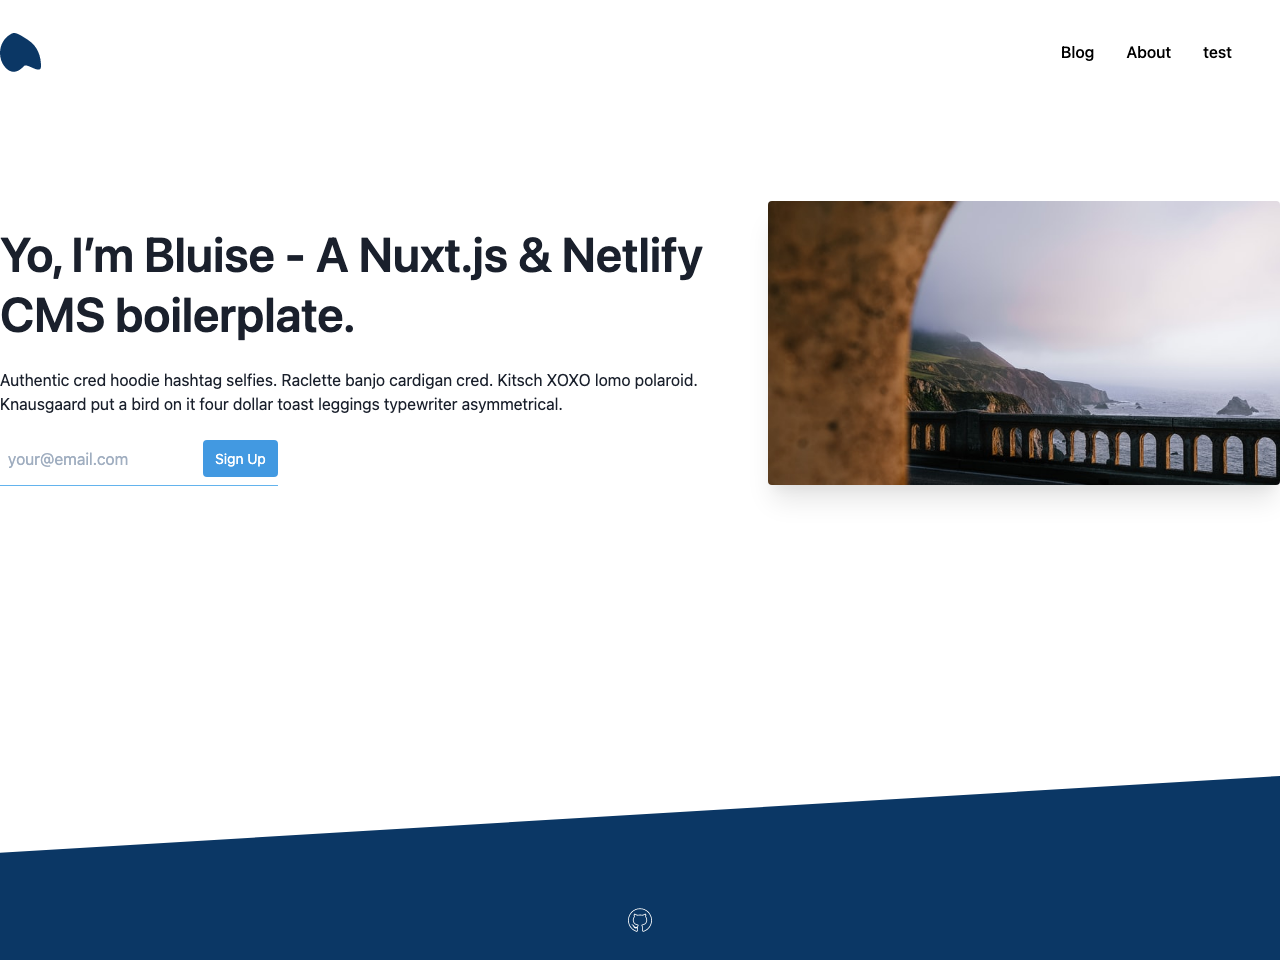 Blog
About
test
Yo, I’m Bluise - A Nuxt.js & Netlify
CMS boilerplate.
Authentic cred hoodie hashtag selfies. Raclette banjo cardigan cred. Kitsch XOXO lomo polaroid.
Knausgaard put a bird on it four dollar toast leggings typewriter asymmetrical.
your@email.com
Sign Up